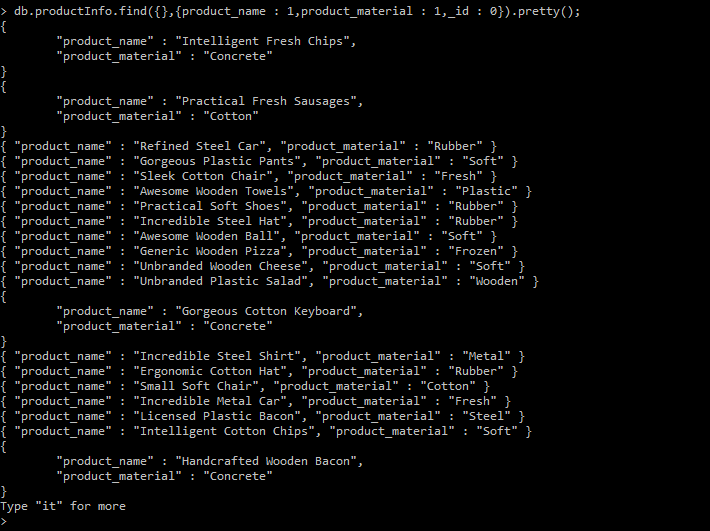 > db.productInfo.find({},{product_name : 1,product_material : 1,_id : 0}).pretty();
{
        "product_name" : "Intelligent Fresh Chips",
        "product_material" : "Concrete"
}
{
        "product_name" : "Practical Fresh Sausages",
        "product_material" : "Cotton"
}
{ "product_name" : "Refined Steel Car", "product_material" : "Rubber" }
{ "product_name" : "Gorgeous Plastic Pants", "product_material" : "Soft" }
{ "product_name" : "Sleek Cotton Chair", "product_material" : "Fresh" }
{ "product_name" : "Awesome Wooden Towels", "product_material" : "Plastic" }
{ "product_name" : "Practical Soft Shoes", "product_material" : "Rubber" }
{ "product_name" : "Incredible Steel Hat", "product_material" : "Rubber" }
{ "product_name" : "Awesome Wooden Ball", "product_material" : "Soft" }
{ "product_name" : "Generic Wooden Pizza", "product_material" : "Frozen" }
{ "product_name" : "Unbranded Wooden Cheese", "product_material" : "Soft" }
{ "product_name" : "Unbranded Plastic Salad", "product_material" : "Wooden" }
{
        "product_name" : "Gorgeous Cotton Keyboard",
        "product_material" : "Concrete"
}
{ "product_name" : "Incredible Steel Shirt", "product_material" : "Metal" }
{ "product_name" : "Ergonomic Cotton Hat", "product_material" : "Rubber" }
{ "product_name" : "Small Soft Chair", "product_material" : "Cotton" }
{ "product_name" : "Incredible Metal Car", "product_material" : "Fresh" }
{ "product_name" : "Licensed Plastic Bacon", "product_material" : "Steel" }
{ "product_name" : "Intelligent Cotton Chips", "product_material" : "Soft" }
{
        "product_name" : "Handcrafted Wooden Bacon",
        "product_material" : "Concrete"
}
Type "it" for more
>